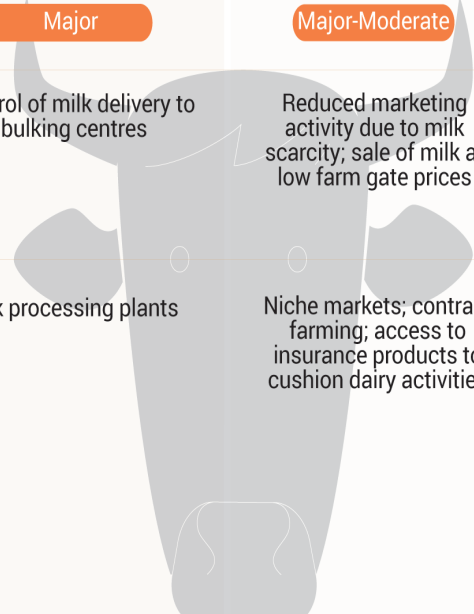 Major
Major-Moderate
rol of milk delivery to
bulking centres
Reduced marketing
activity due to milk
scarcity; sale of milk a
low farm gate prices
processing plants
Niche markets; contra
farming; access to
insurance products to
cushion dairy activitie